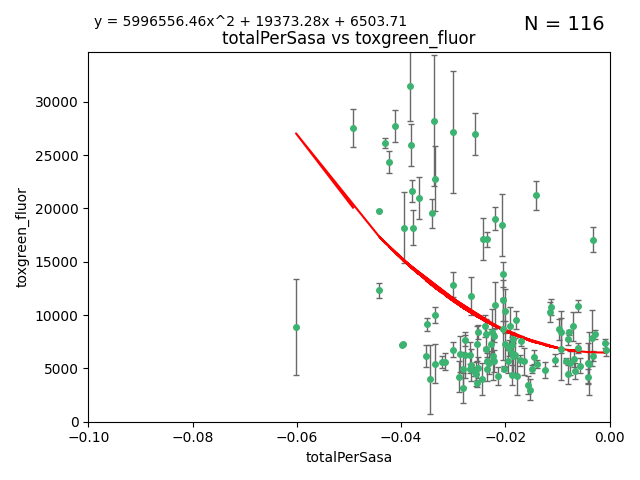 y = 5996556.46x^2 + 19373.28x + 6503.71
N = 116
totalPerSasa vs toxgreen_fluor
30000
25000
20000
15000
10000
5000
0
toxgreen_fluor
−0.10
−0.08
−0.06
−0.04
−0.02
0.00
totalPerSasa